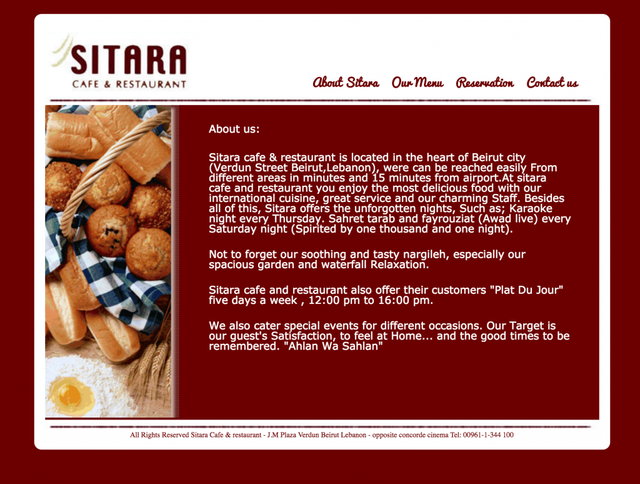 SITARA
CAFE & RESTAURANT
About Sitara Our Menu Reservation Contact us
About us:
Sitara cafe & restaurant is located in the heart of Beirut city
(Verdun Street Beirut,Lebanon), were can be reached easily From
different areas in minutes and 15 minutes from airport.At sitara
cafe and restaurant you enjoy the most delicious food with our
international cuisine, great service and our charming Staff. Besides
all of this, Sitara offers the unforgotten nights, Such as; Karaoke
night every Thursday. Sahret tarab and fayrouziat (Awad live) every
Saturday night (Spirited by one thousand and one night).
Not to forget our soothing and tasty nargileh, especially our
spacious garden and waterfall Relaxation.
Sitara cafe and restaurant also offer their customers "Plat Du Jour"
five days a week , 12:00 pm to 16:00 pm.
We also cater special events for different occasions. Our Target is
our guest's Satisfaction, to feel at Home... and the good times to be
remembered. "Ahlan Wa Sahlan"
All Rights Reserved Sitara Cafe & restaurant - J.M Plaza Verdun Beirut Lebanon - opposite concorde cinema Tel: 00961-1-344 100